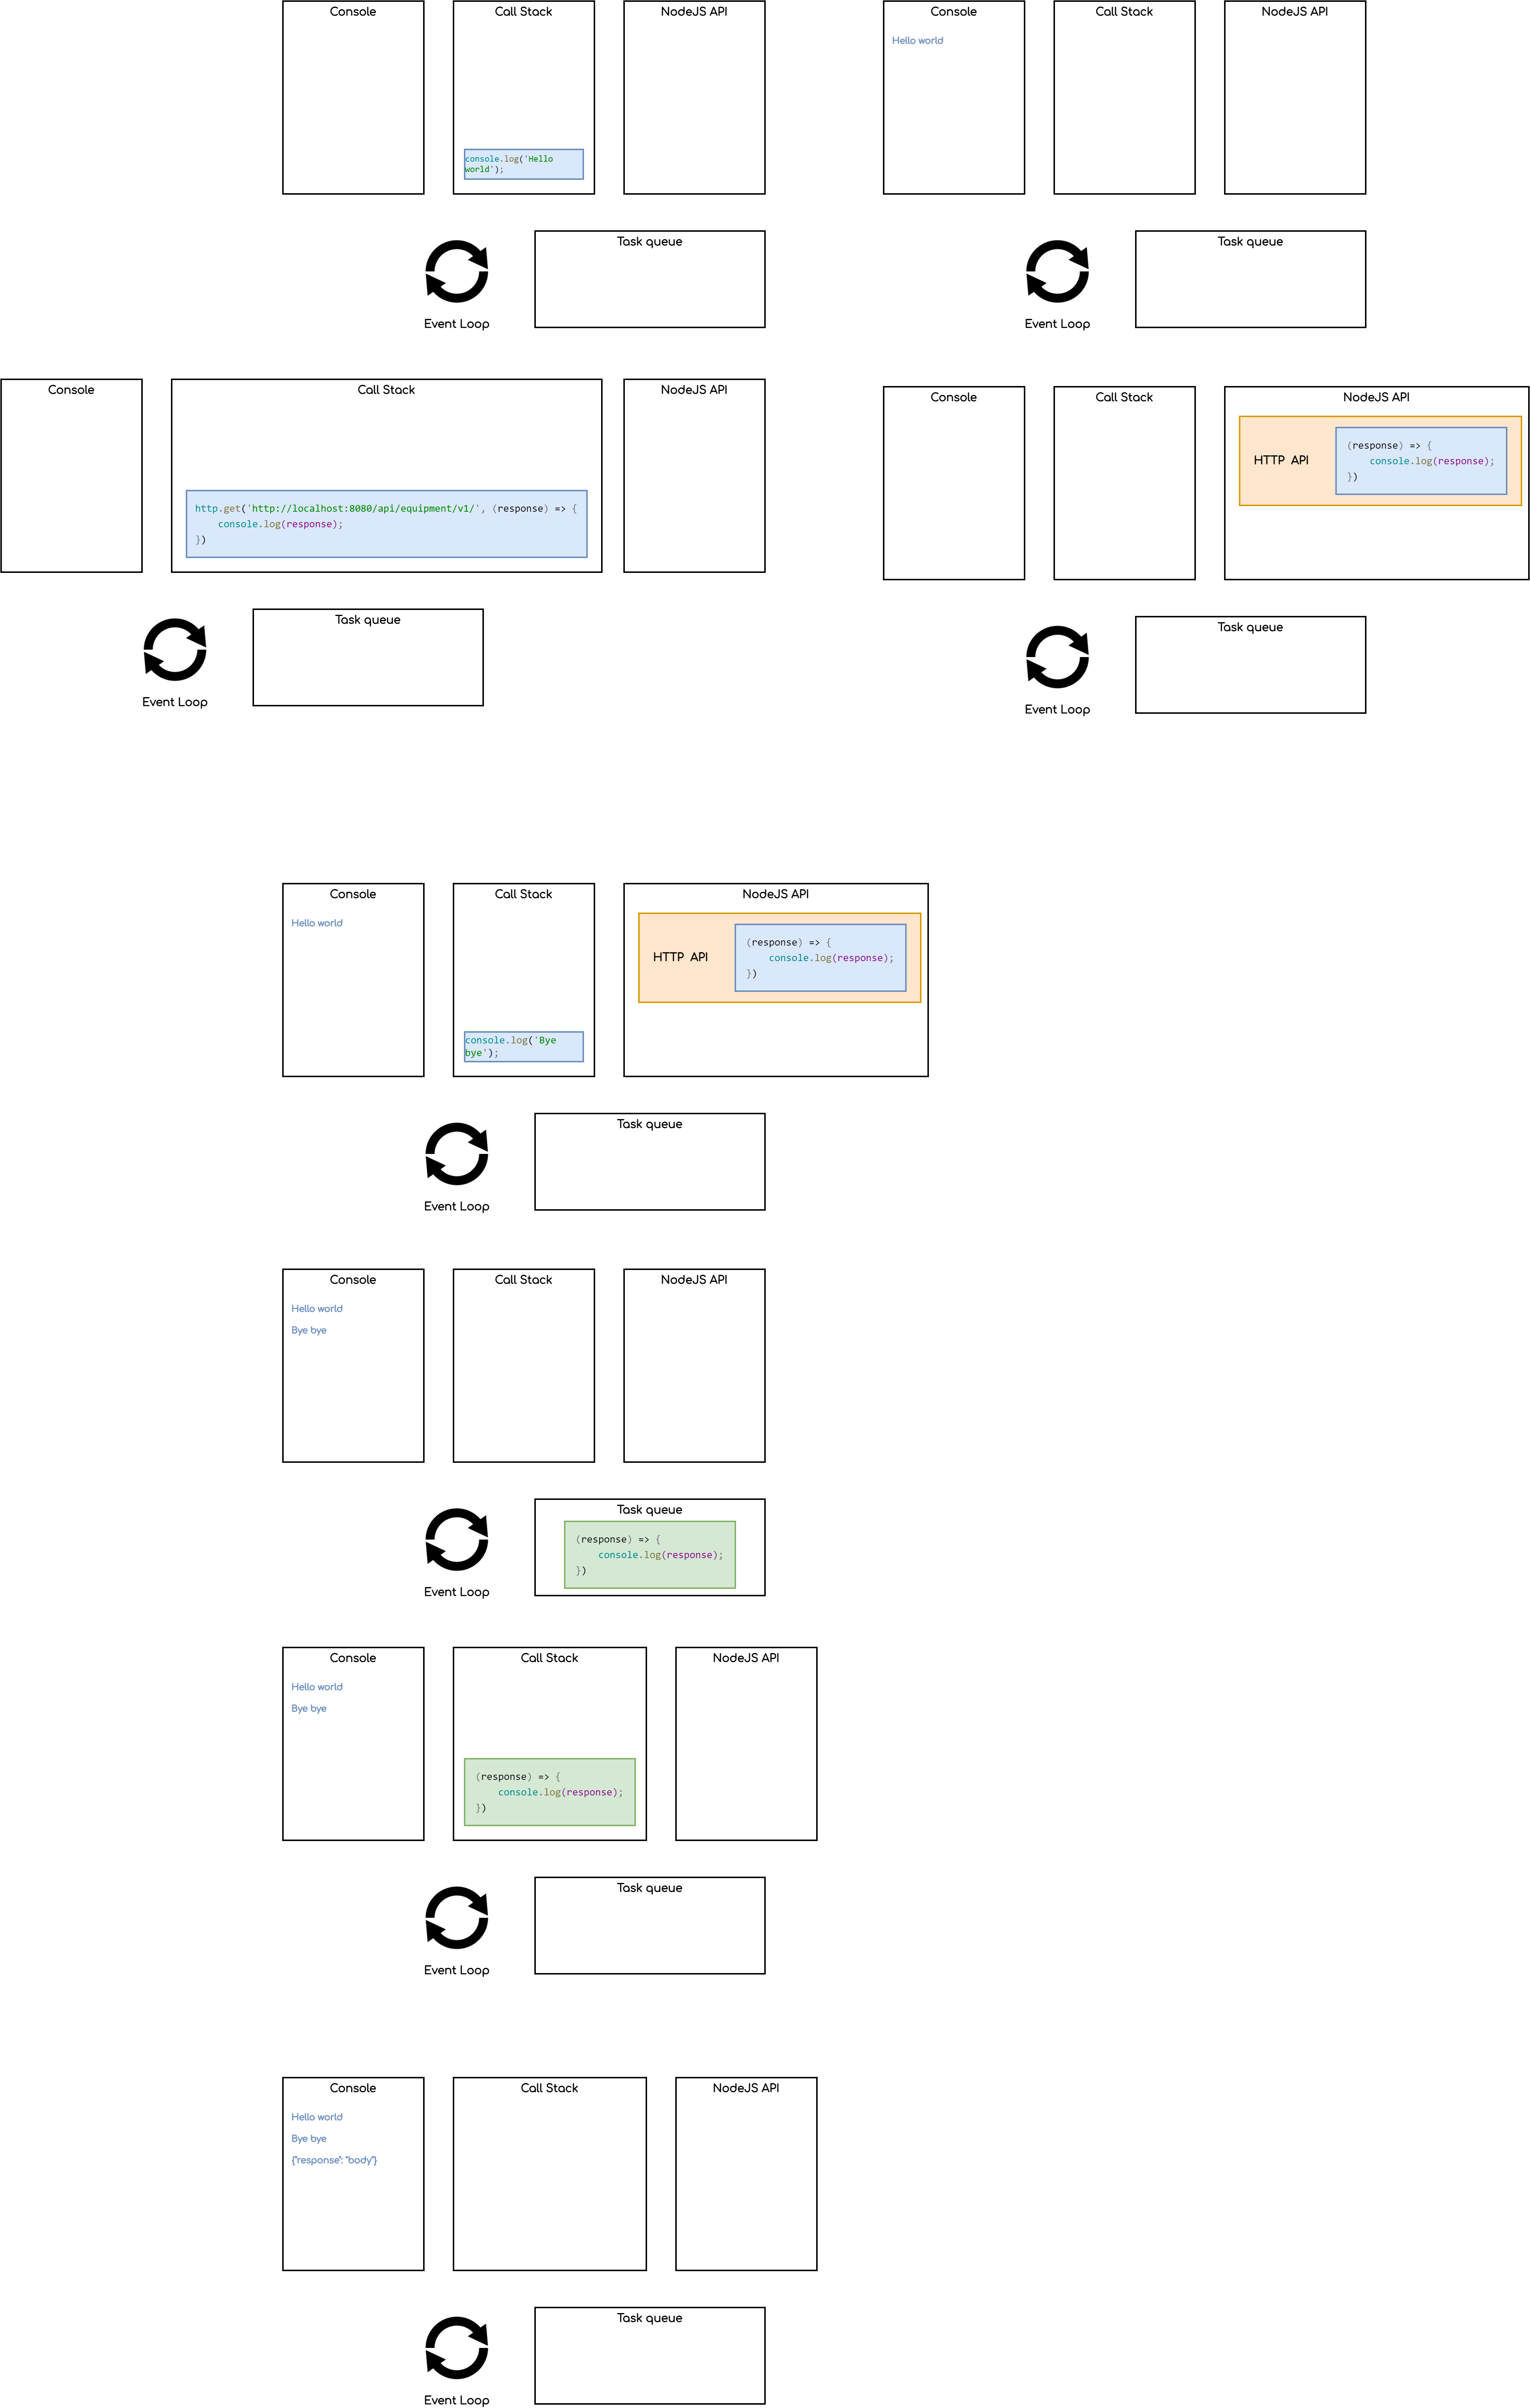 Console
Call Stack
NodeJS API
console.log('Hello
world');
Task queue
Event Loop
Console
Hello world
Call Stack
NodeJS API
Task queue
Event Loop
Console
Call Stack
http.get('http://localhost:8080/api/equipment/v1/', (response) => {
console.log(response);
})
NodeJS API
Task queue
Event Loop
Console
Call Stack
NodeJS API
HTTP API
(response) => {
console.log(response);
})
Task queue
Event Loop
Console
Hello world
Call Stack
console.log('Bye
bye');
NodeJS API
HTTP API
(response) => {
console.log(response);
})
Task queue
Event Loop
Console
Hello world
Bye bye
Call Stack
NodeJS API
Task queue
(response) => {
console.log(response);
})
Event Loop
Console
Hello world
Bye bye
Call Stack
(response) => {
console.log(response);
})
NodeJS API
Task queue
Event Loop
Console
Hello world
Bye bye
{"response": "body"}
Call Stack
NodeJS API
Task queue
Event Loop